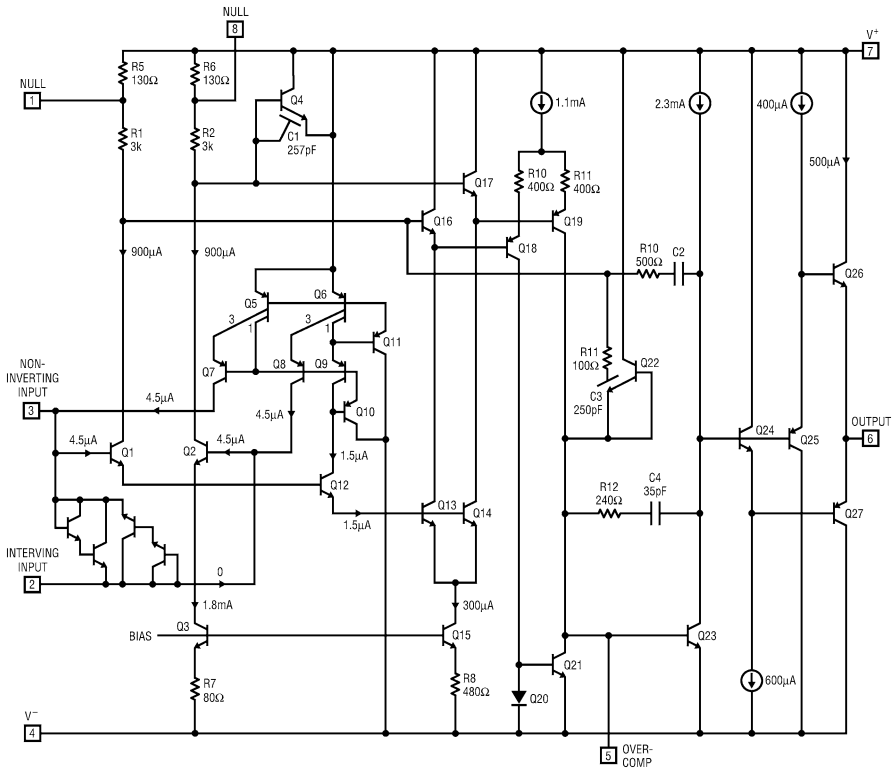 NULL
8
V+
7
R5
130Ω
R6
130Ω
NULL
1
Q4
1.1mA
2.3mA
400µA
R1
3k
R2
3k
C1
257pF
500µA
R10
400Ω
R11
400Ω
Q17
Q16
Q19
Q18
900µA
900µA
R10
500Ω
C2
Q26
Q5
Q6
3
1
3
1
Q11
R11
100Ω
Q22
NON-
INVERTING
INPUT
3
Q7
Q8
Q9
C3
250pF
4.5µA
4.5µA
Q10
OUTPUT
6
4.5µA
Q1
Q2
4.5µA
1.5µA
Q24
Q25
Q12
R12
240Ω
C4
35pF
Q13
Q14
Q27
1.5µA
INTERVING
INPUT
2
0
1.8mA
300µA
BIAS
Q3
Q15
Q23
Q21
R7
80Ω
R8
480Ω
Q20
600µA
V−
4
5
OVER-
COMP